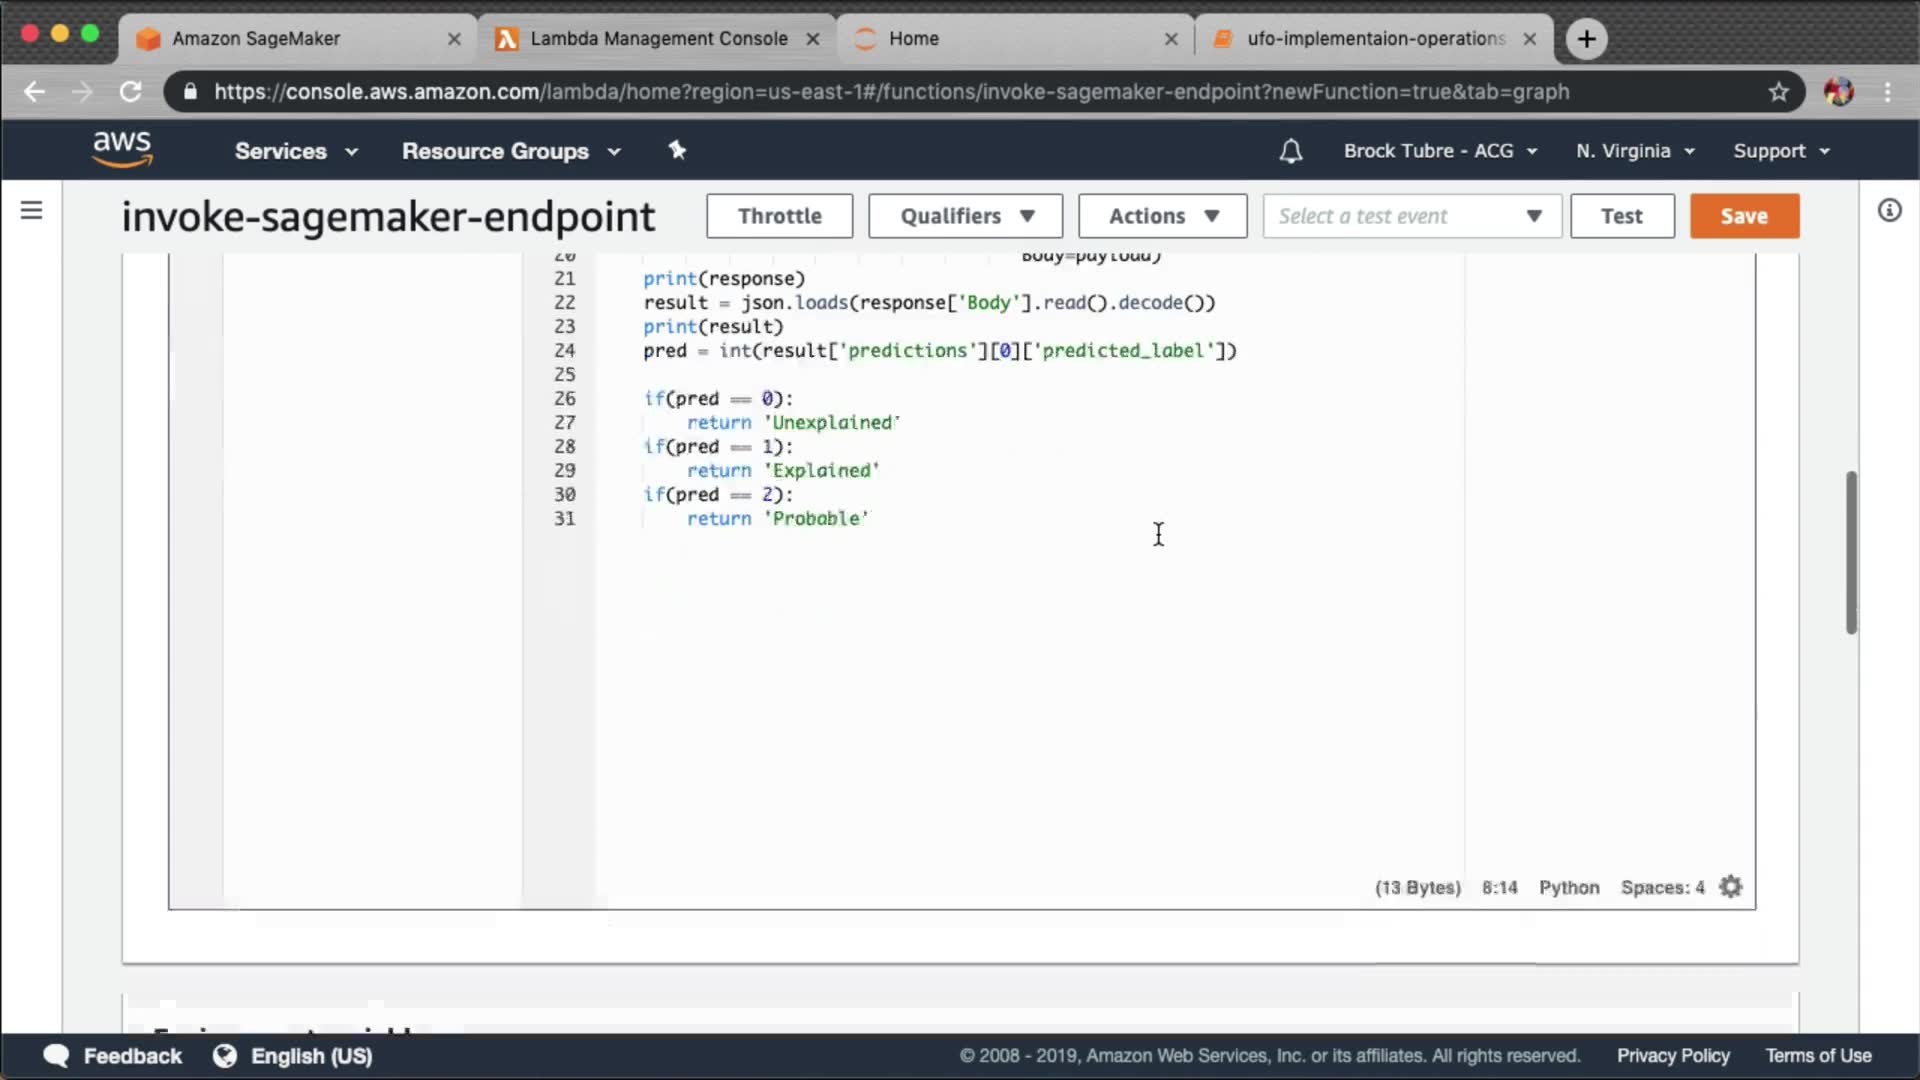 Amazon SageMaker
Lambda Management Console
Home
ufo-implementaion-operations
https://console.aws.amazon.com/lambda/home?region=us-east-1#/functions/invoke-sagemaker-endpoint?newFunction=true&tab=graph
aws Services Resource Groups Brock Tubre - ACG N. Virginia Support
invoke-sagemaker-endpoint Throttle Qualifiers Actions Select a test event Test Save
20 Body=payload)
21 print(response)
22 result = json.loads(response['Body'].read().decode())
23 print(result)
24 pred = int(result['predictions'][0]['predicted_label'])
25
26 if(pred == 0):
27 return 'Unexplained'
28 if(pred == 1):
29 return 'Explained'
30 if(pred == 2):
31 return 'Probable'
(13 Bytes) 8:14 Python Spaces: 4
Feedback English (US) © 2008 - 2019, Amazon Web Services, Inc. or its affiliates. All rights reserved. Privacy Policy Terms of Use